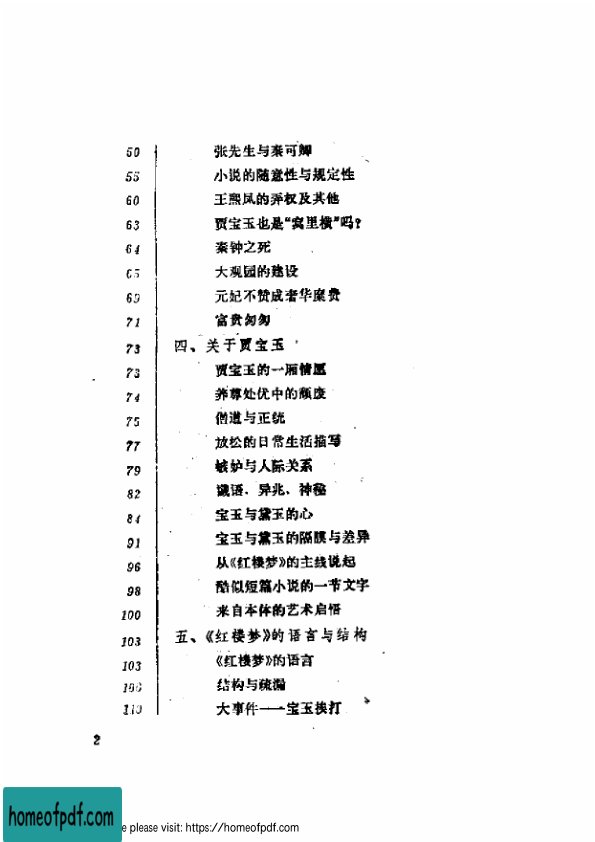 50 张先生与秦可卿
55 小说的随意性与规定性
60 王熙凤的弄权及其他
63 贾宝玉也是“窝里横”吗？
64 秦钟之死
65 大观园的建设
69 元妃不赞成奢华糜费
71 富贵匆匆
73 四、关于贾宝玉
73 贾宝玉的一厢情愿
74 养尊处优中的颓废
75 僧道与正统
77 放松的日常生活描写
79 嫉妒与人际关系
82 谶语、异兆、神秘
84 宝玉与黛玉的心
91 宝玉与黛玉的隔膜与差异
96 从《红楼梦》的主线说起
98 酷似短篇小说的一节文字
100 来自本体的艺术启悟
103 五、《红楼梦》的语言与结构
103 《红楼梦》的语言
106 结构与疏漏
110 大事件——宝玉挨打
2
homeofpdf.com
e please visit: https://homeofpdf.com